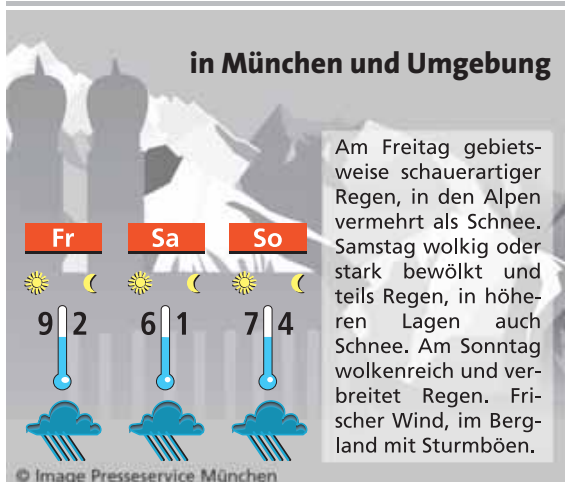 in München und Umgebung
Am Freitag gebiets-
weise schauerartiger
Regen, in den Alpen
vermehrt als Schnee.
Samstag wolkig oder
stark bewölkt und
teils Regen, in höhe-
ren Lagen auch
Schnee. Am Sonntag
wolkenreich und ver-
breitet Regen. Fri-
scher Wind, im Berg-
land mit Sturmböen.
Fr Sa So
9 2 6 1 7 4
© Image Presseservice München